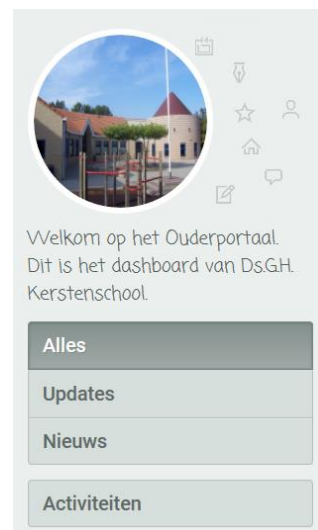 Welkom op het Ouderportaal.
Dit is het dashboard van Ds.G.H.
Kerstenschool.
Alles
Updates
Nieuws
Activiteiten